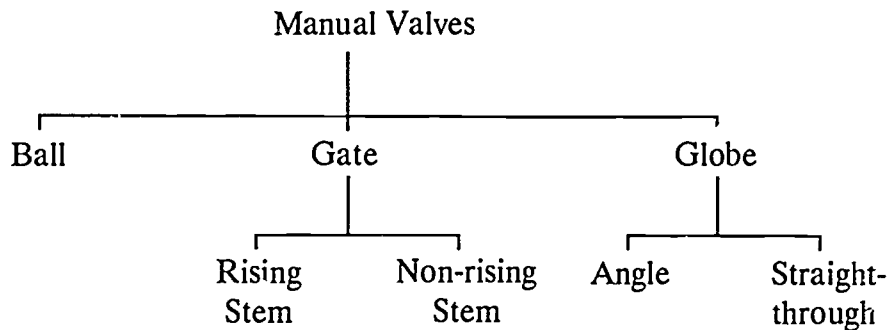 Manual Valves
Ball
Gate
Globe
Rising
Stem
Non-rising
Stem
Angle
Straight-
through